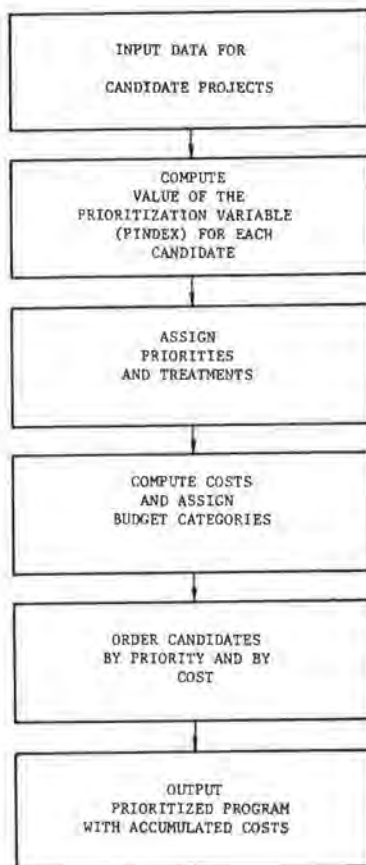 INPUT DATA FOR
CANDIDATE PROJECTS
COMPUTE
VALUE OF THE
PRIORITIZATION VARIABLE
(PINDEX) FOR EACH
CANDIDATE
ASSIGN
PRIORITIES
AND TREATMENTS
COMPUTE COSTS
AND ASSIGN
BUDGET CATEGORIES
ORDER CANDIDATES
BY PRIORITY AND BY
COST
OUTPUT
PRIORITIZED PROGRAM
WITH ACCUMULATED COSTS